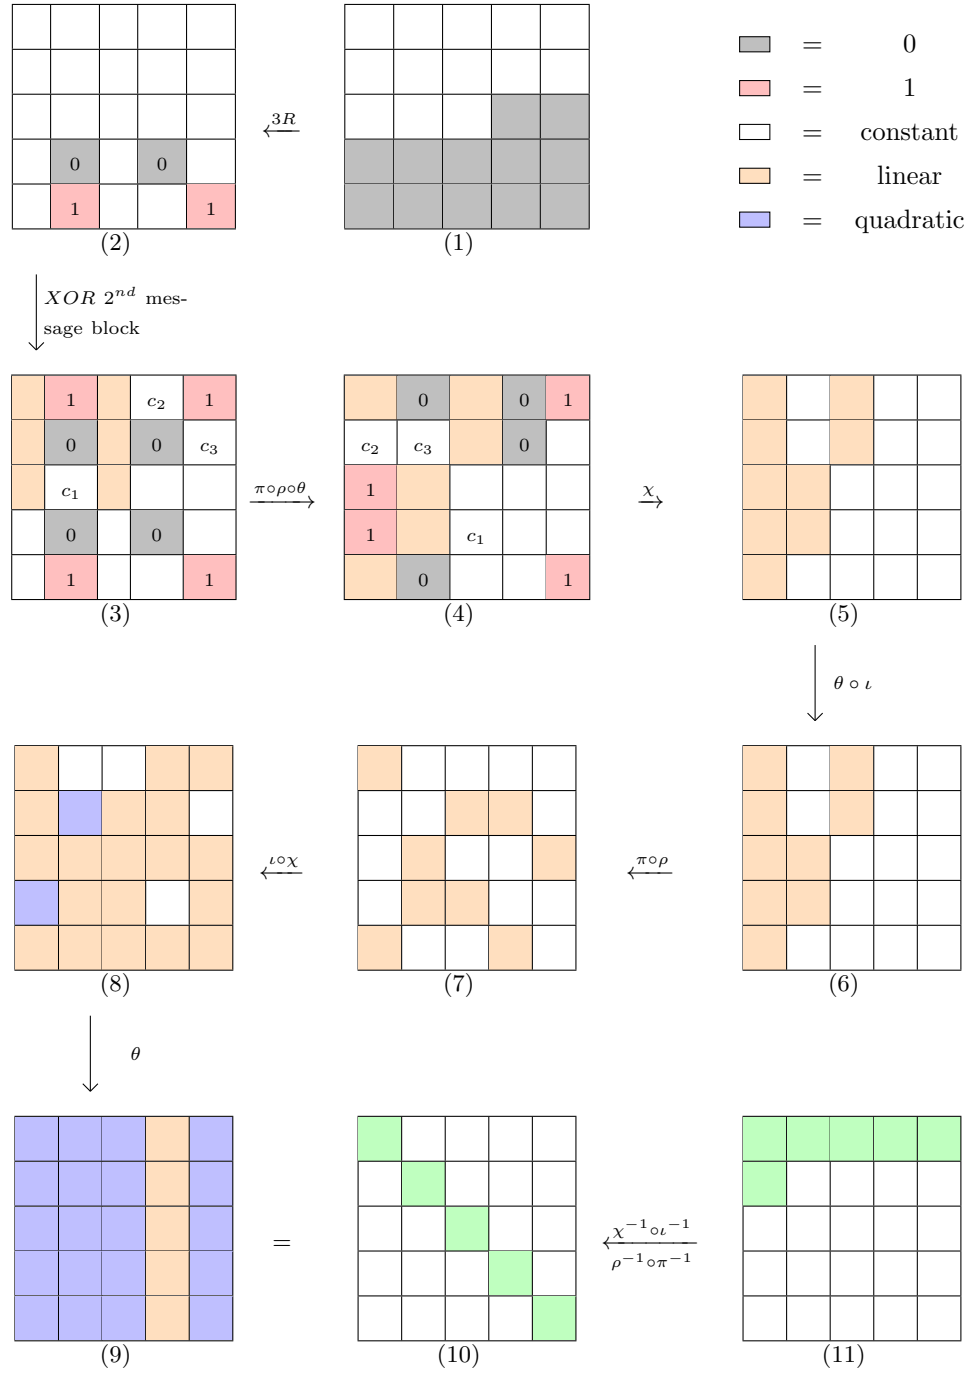 = 0
= 1
= constant
= linear
= quadratic
0 0
1 1
(2)
3R
(1)
XOR 2nd mes-
sage block
1 c2 1
0 0 c3
c1
0 0
1 1
(3)
π∘ρ∘θ
0 0 1
c2 c3 0
1
1 c1
0 1
(4)
χ
(5)
θ ∘ ι
(8)
ι∘χ
(7)
π∘ρ
(6)
θ
(9)
=
(10)
χ−1∘ι−1
ρ−1∘π−1
(11)